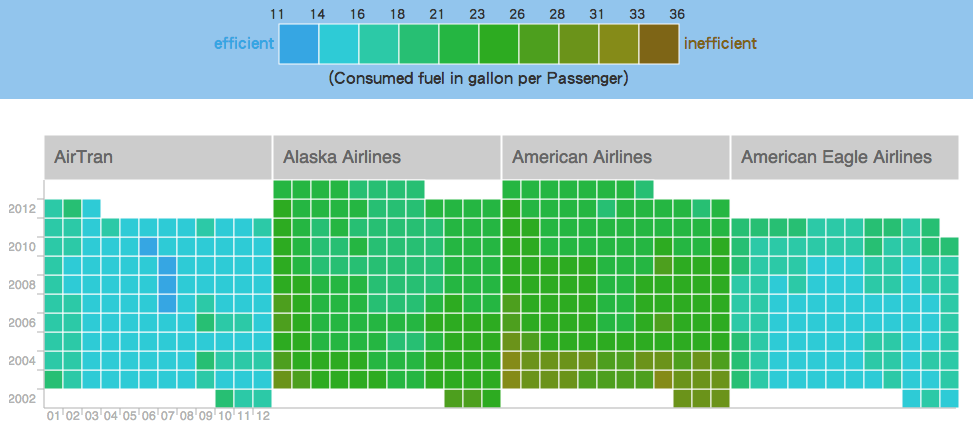 11 14 16 18 21 23 26 28 31 33 36
efficient inefficient
(Consumed fuel in gallon per Passenger)
AirTran Alaska Airlines American Airlines American Eagle Airlines
2012
2010
2008
2006
2004
2002
01 02 03 04 05 06 07 08 09 10 11 12